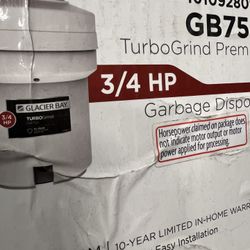 10109280
GB75
TurboGrind Prem
3/4 HP
Garbage Dispo
GLACIER BAY
3/4
HP
TURBOGrind
Horsepower claimed on package does
not indicate motor output or motor
power applied for processing.
10-YEAR LIMITED IN-HOME WARR
Easy Installation